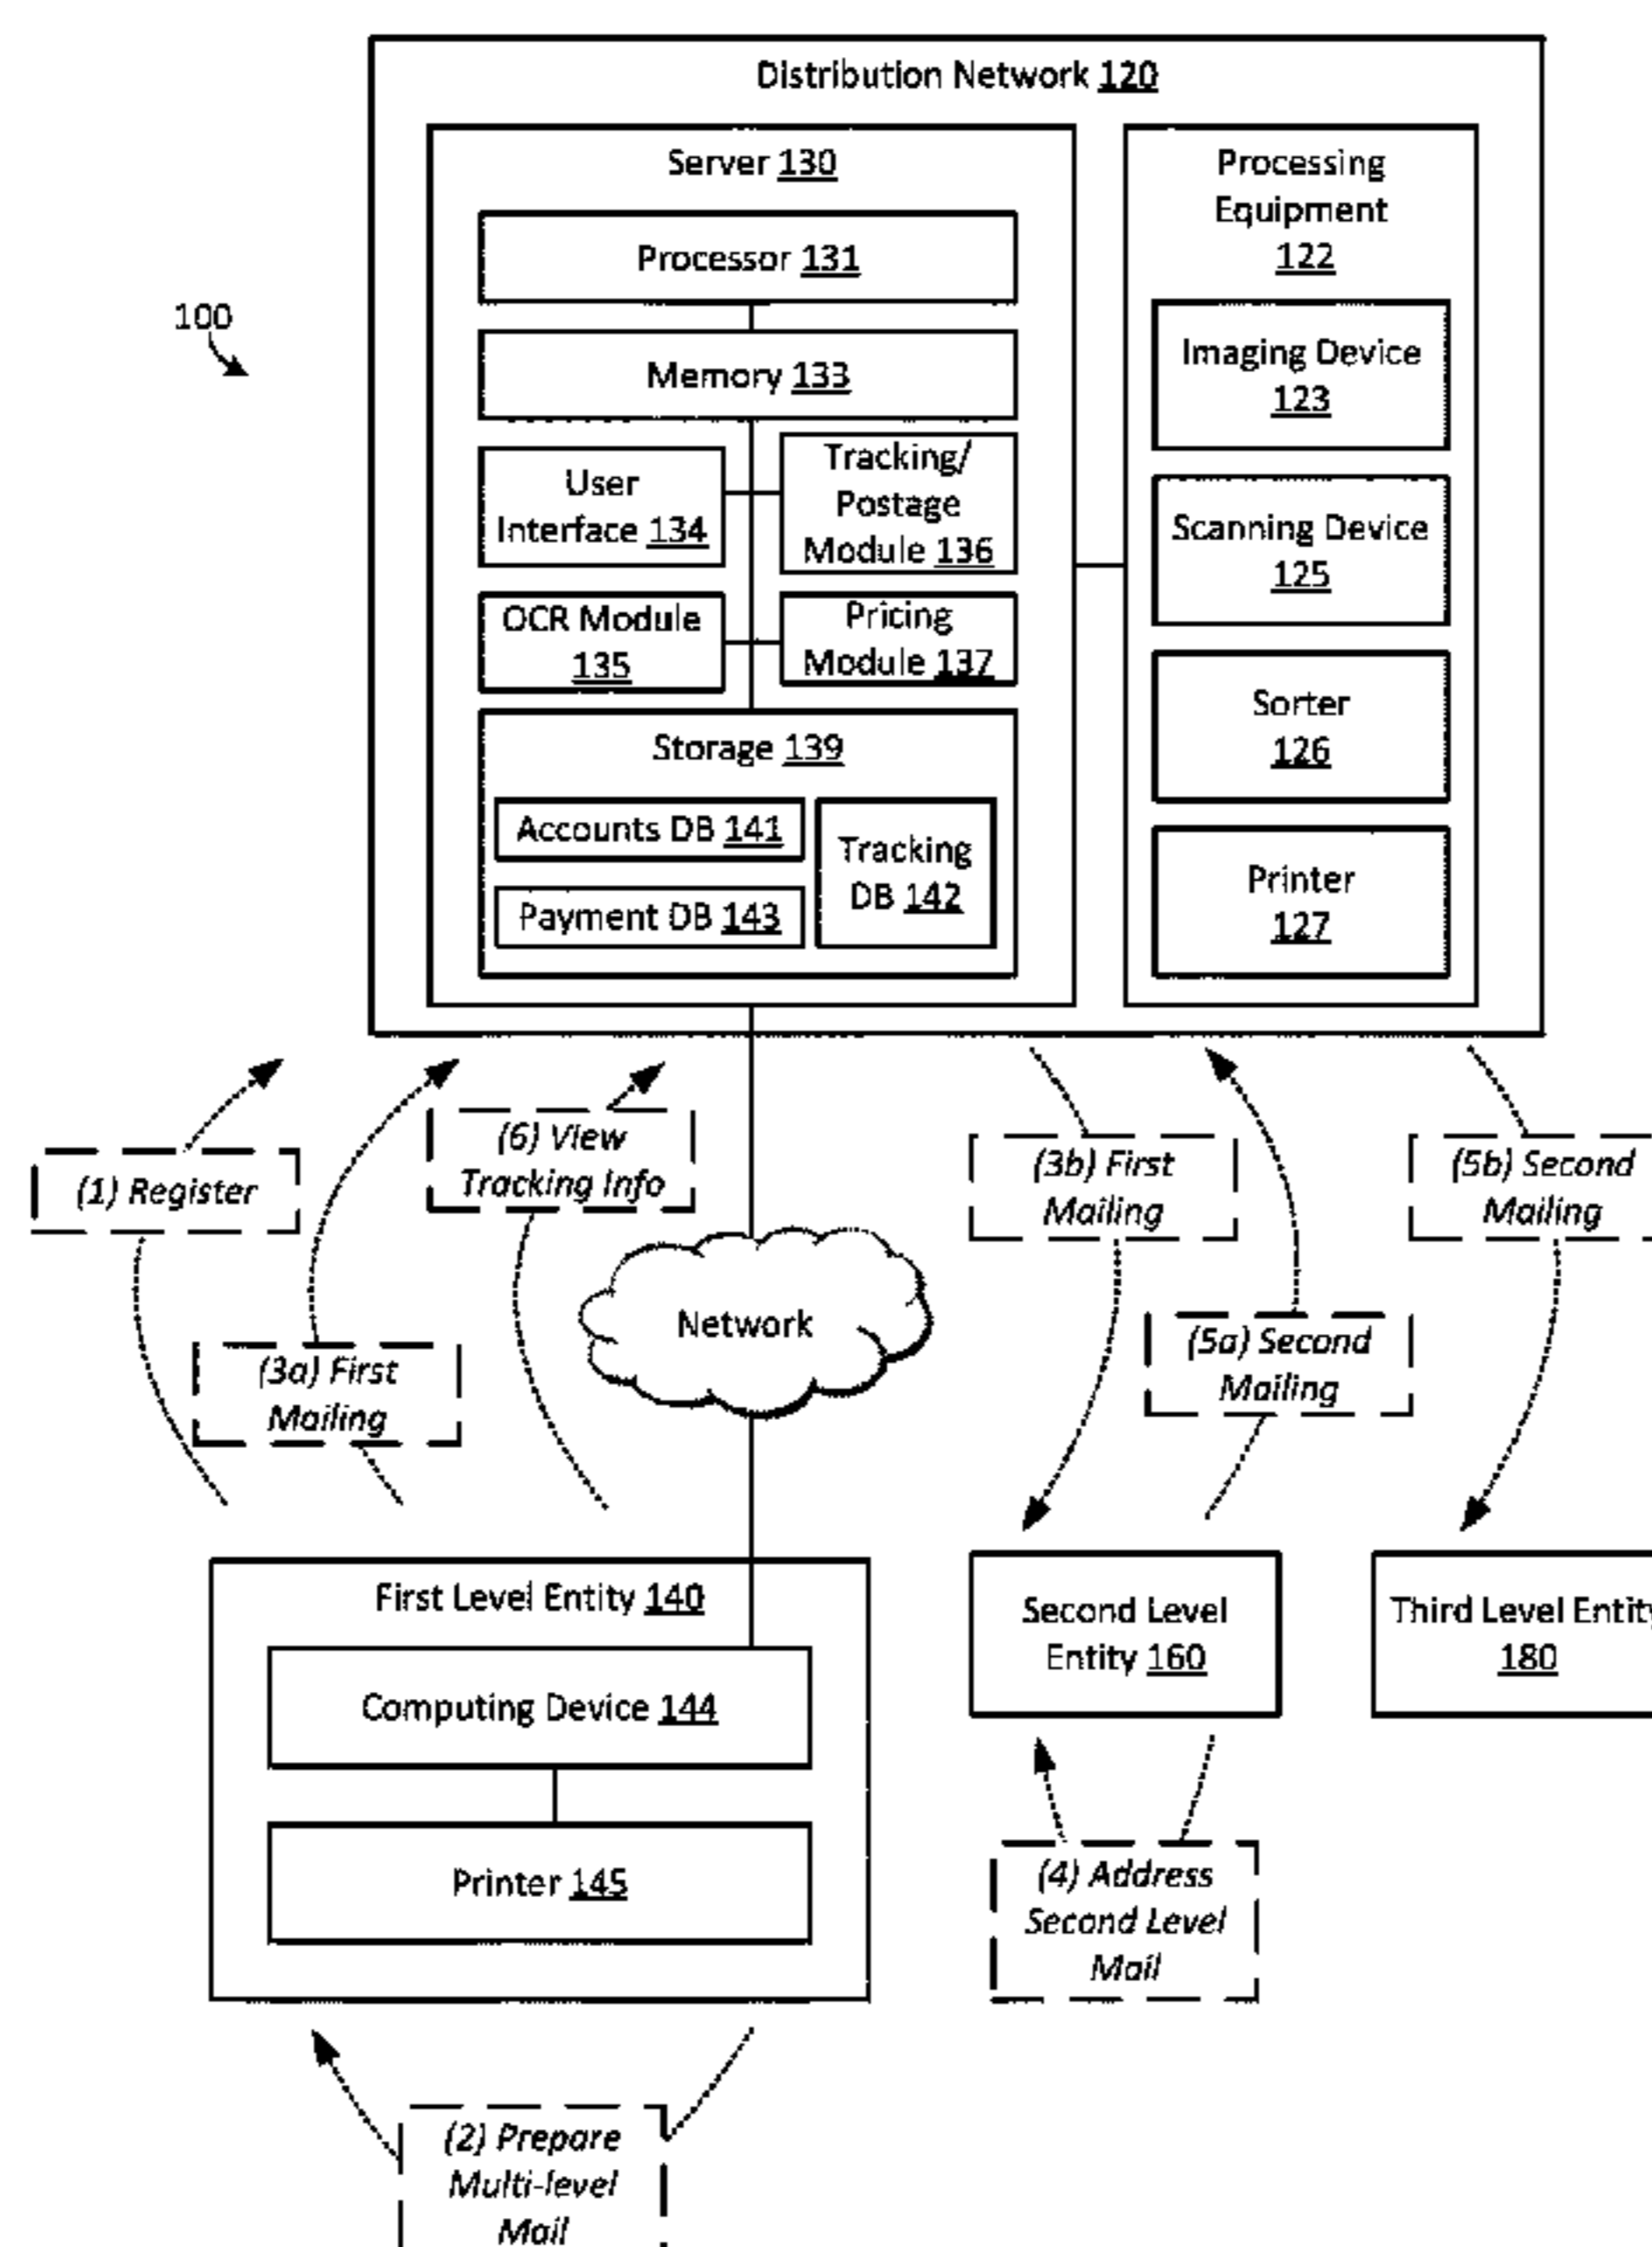 Distribution Network 120
Server 130
Processor 131
Memory 133
User
Interface 134
Tracking/
Postage
Module 136
OCR Module
135
Pricing
Module 137
Storage 139
Accounts DB 141
Payment DB 143
Tracking
DB 142
Processing
Equipment
122
Imaging Device
123
Scanning Device
125
Sorter
126
Printer
127
100
(1) Register
(3a) First
Mailing
(6) View
Tracking Info
Network
(3b) First
Mailing
(5a) Second
Mailing
(5b) Second
Mailing
First Level Entity 140
Computing Device 144
Printer 145
Second Level
Entity 160
Third Level Entity
180
(4) Address
Second Level
Mail
(2) Prepare
Multi-level
Mail